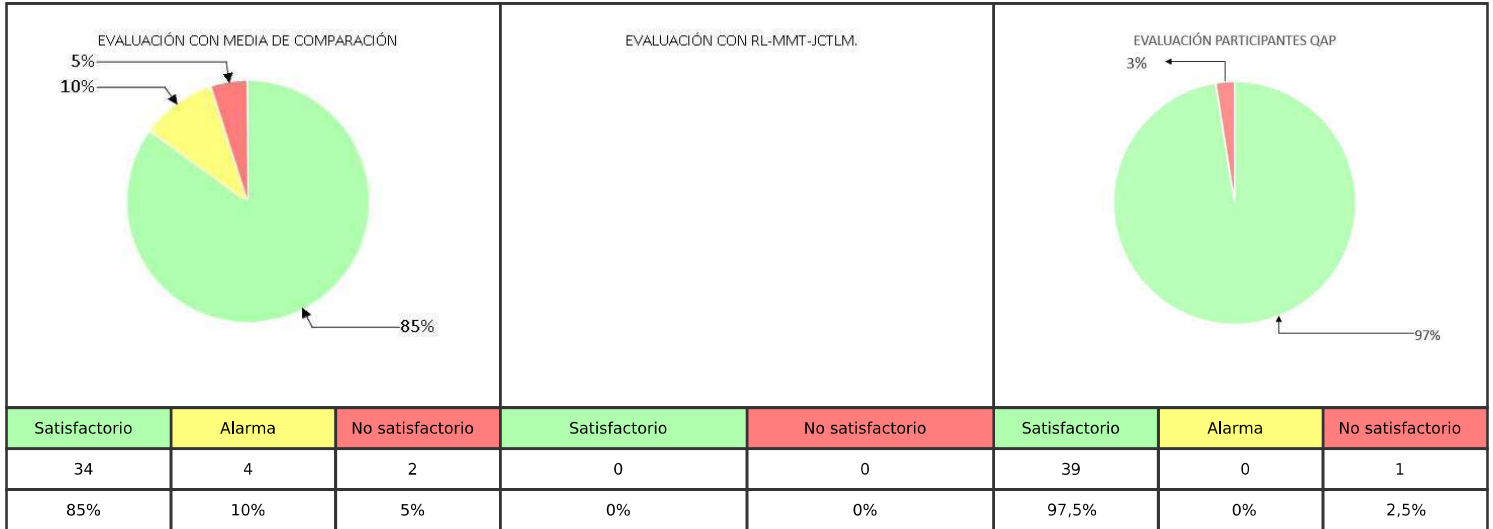 EVALUACIÓN CON MEDIA DE COMPARACIÓN
5%
10%
85%
EVALUACIÓN CON RL-MMT-JCTLM.
EVALUACIÓN PARTICIPANTES QAP
3%
97%
Satisfactorio Alarma No satisfactorio Satisfactorio No satisfactorio Satisfactorio Alarma No satisfactorio
34 4 2 0 0 39 0 1
85% 10% 5% 0% 0% 97,5% 0% 2,5%